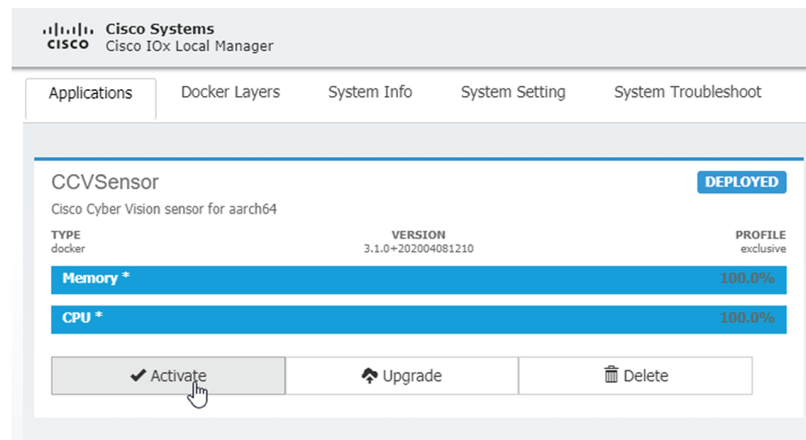 Cisco Systems
CISCO Cisco IOx Local Manager
Applications Docker Layers System Info System Setting System Troubleshoot
CCVSensor DEPLOYED
Cisco Cyber Vision sensor for aarch64
TYPE VERSION PROFILE
docker 3.1.0+202004081210 exclusive
Memory * 100.0%
CPU * 100.0%
Activate Upgrade Delete